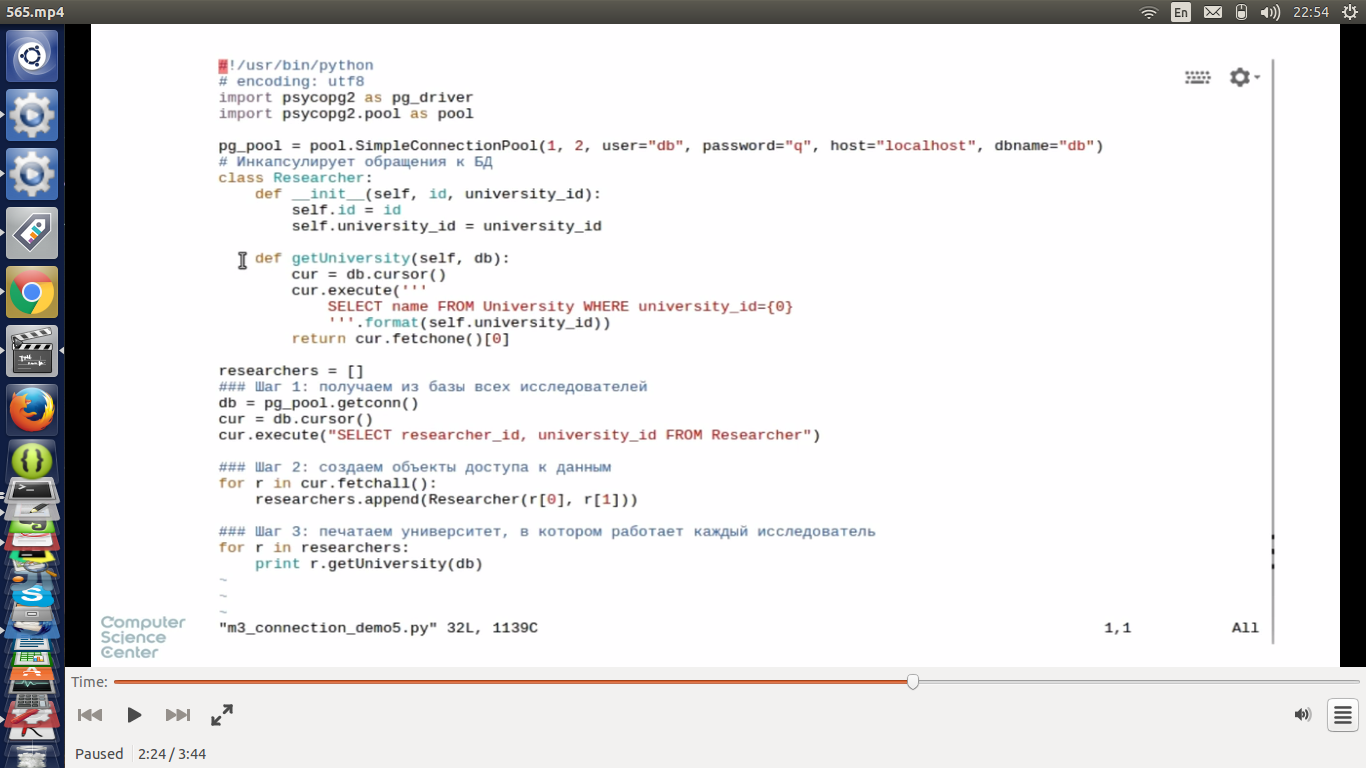 565.mp4
En
22:54
#!/usr/bin/python
# encoding: utf8
import psycopg2 as pg_driver
import psycopg2.pool as pool
pg_pool = pool.SimpleConnectionPool(1, 2, user="db", password="q", host="localhost", dbname="db")
# Инкапсулирует обращения к БД
class Researcher:
    def __init__(self, id, university_id):
        self.id = id
        self.university_id = university_id
    def getUniversity(self, db):
        cur = db.cursor()
        cur.execute('''
            SELECT name FROM University WHERE university_id={0}
            '''.format(self.university_id))
        return cur.fetchone()[0]
researchers = []
### Шаг 1: получаем из базы всех исследователей
db = pg_pool.getconn()
cur = db.cursor()
cur.execute("SELECT researcher_id, university_id FROM Researcher")
### Шаг 2: создаем объекты доступа к данным
for r in cur.fetchall():
    researchers.append(Researcher(r[0], r[1]))
### Шаг 3: печатаем университет, в котором работает каждый исследователь
for r in researchers:
    print r.getUniversity(db)
~
~
~
"m3_connection_demo5.py" 32L, 1139C 1,1 All
Computer
Science
Center
Time:
Paused 2:24 / 3:44